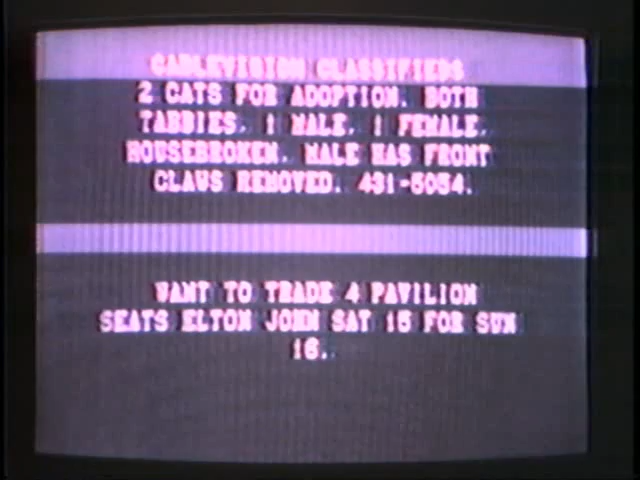 CABLEVISION CLASSIFIEDS
2 CATS FOR ADOPTION. BOTH
TABBIES. 1 MALE, 1 FEMALE.
HOUSEBROKEN. MALE HAS FRONT
CLAWS REMOVED. 431-5054.
WANT TO TRADE 4 PAVILION
SEATS ELTON JOHN SAT 15 FOR SUN
16.